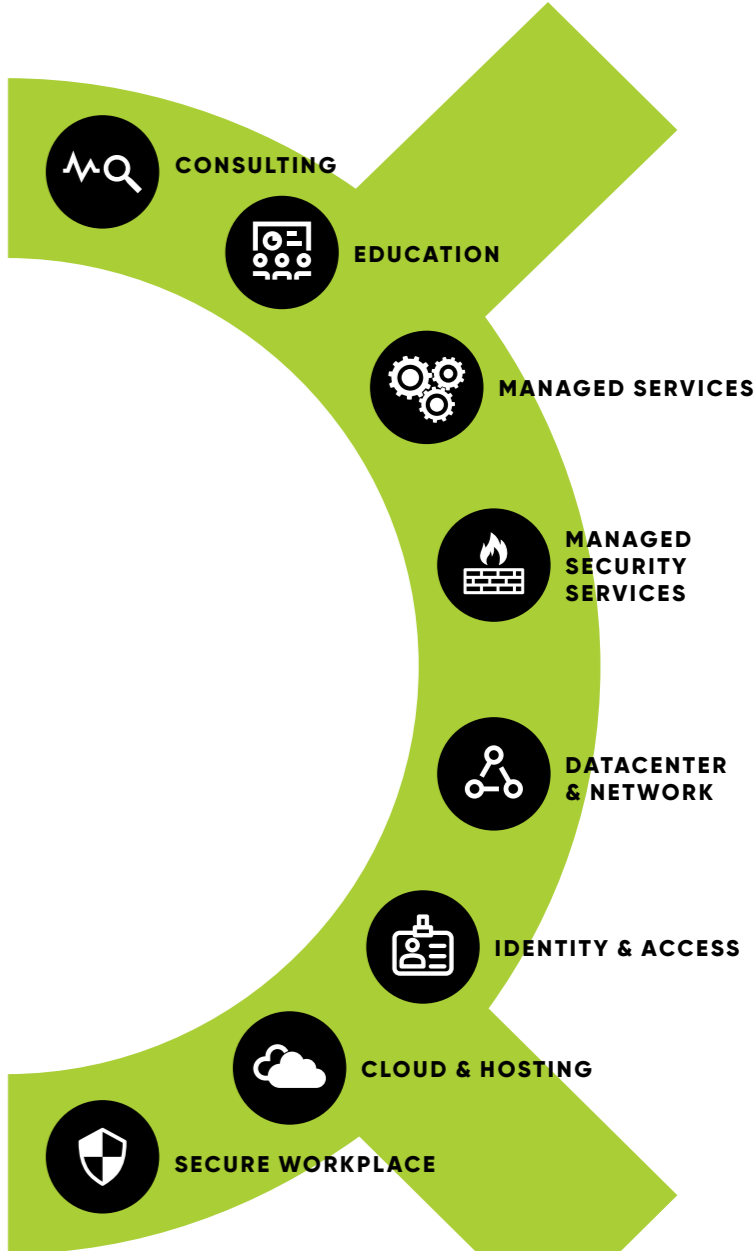 CONSULTING
EDUCATION
MANAGED SERVICES
MANAGED
SECURITY
SERVICES
DATACENTER
& NETWORK
IDENTITY & ACCESS
CLOUD & HOSTING
SECURE WORKPLACE